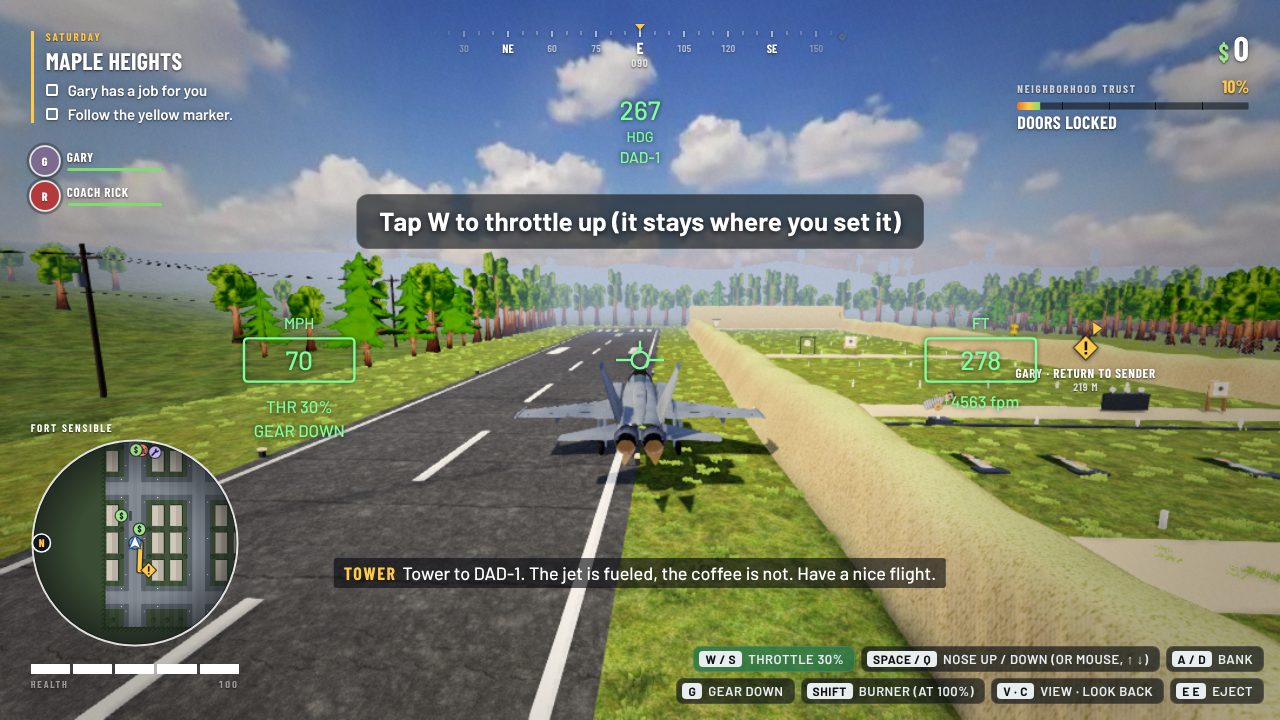 SATURDAY
MAPLE HEIGHTS
Gary has a job for you
Follow the yellow marker.
G GARY
R COACH RICK
30 NE 60 75 E 105 120 SE 150
090
267
HDG
DAD-1
$0
NEIGHBORHOOD TRUST 10%
DOORS LOCKED
Tap W to throttle up (it stays where you set it)
MPH
70
THR 30%
GEAR DOWN
FT
278
4563 fpm
GARY · RETURN TO SENDER
219 M
FORT SENSIBLE
N
TOWER Tower to DAD-1. The jet is fueled, the coffee is not. Have a nice flight.
HEALTH 100
W / S THROTTLE 30% SPACE / Q NOSE UP / DOWN (OR MOUSE, ↑ ↓) A / D BANK
G GEAR DOWN SHIFT BURNER (AT 100%) V · C VIEW · LOOK BACK E E EJECT